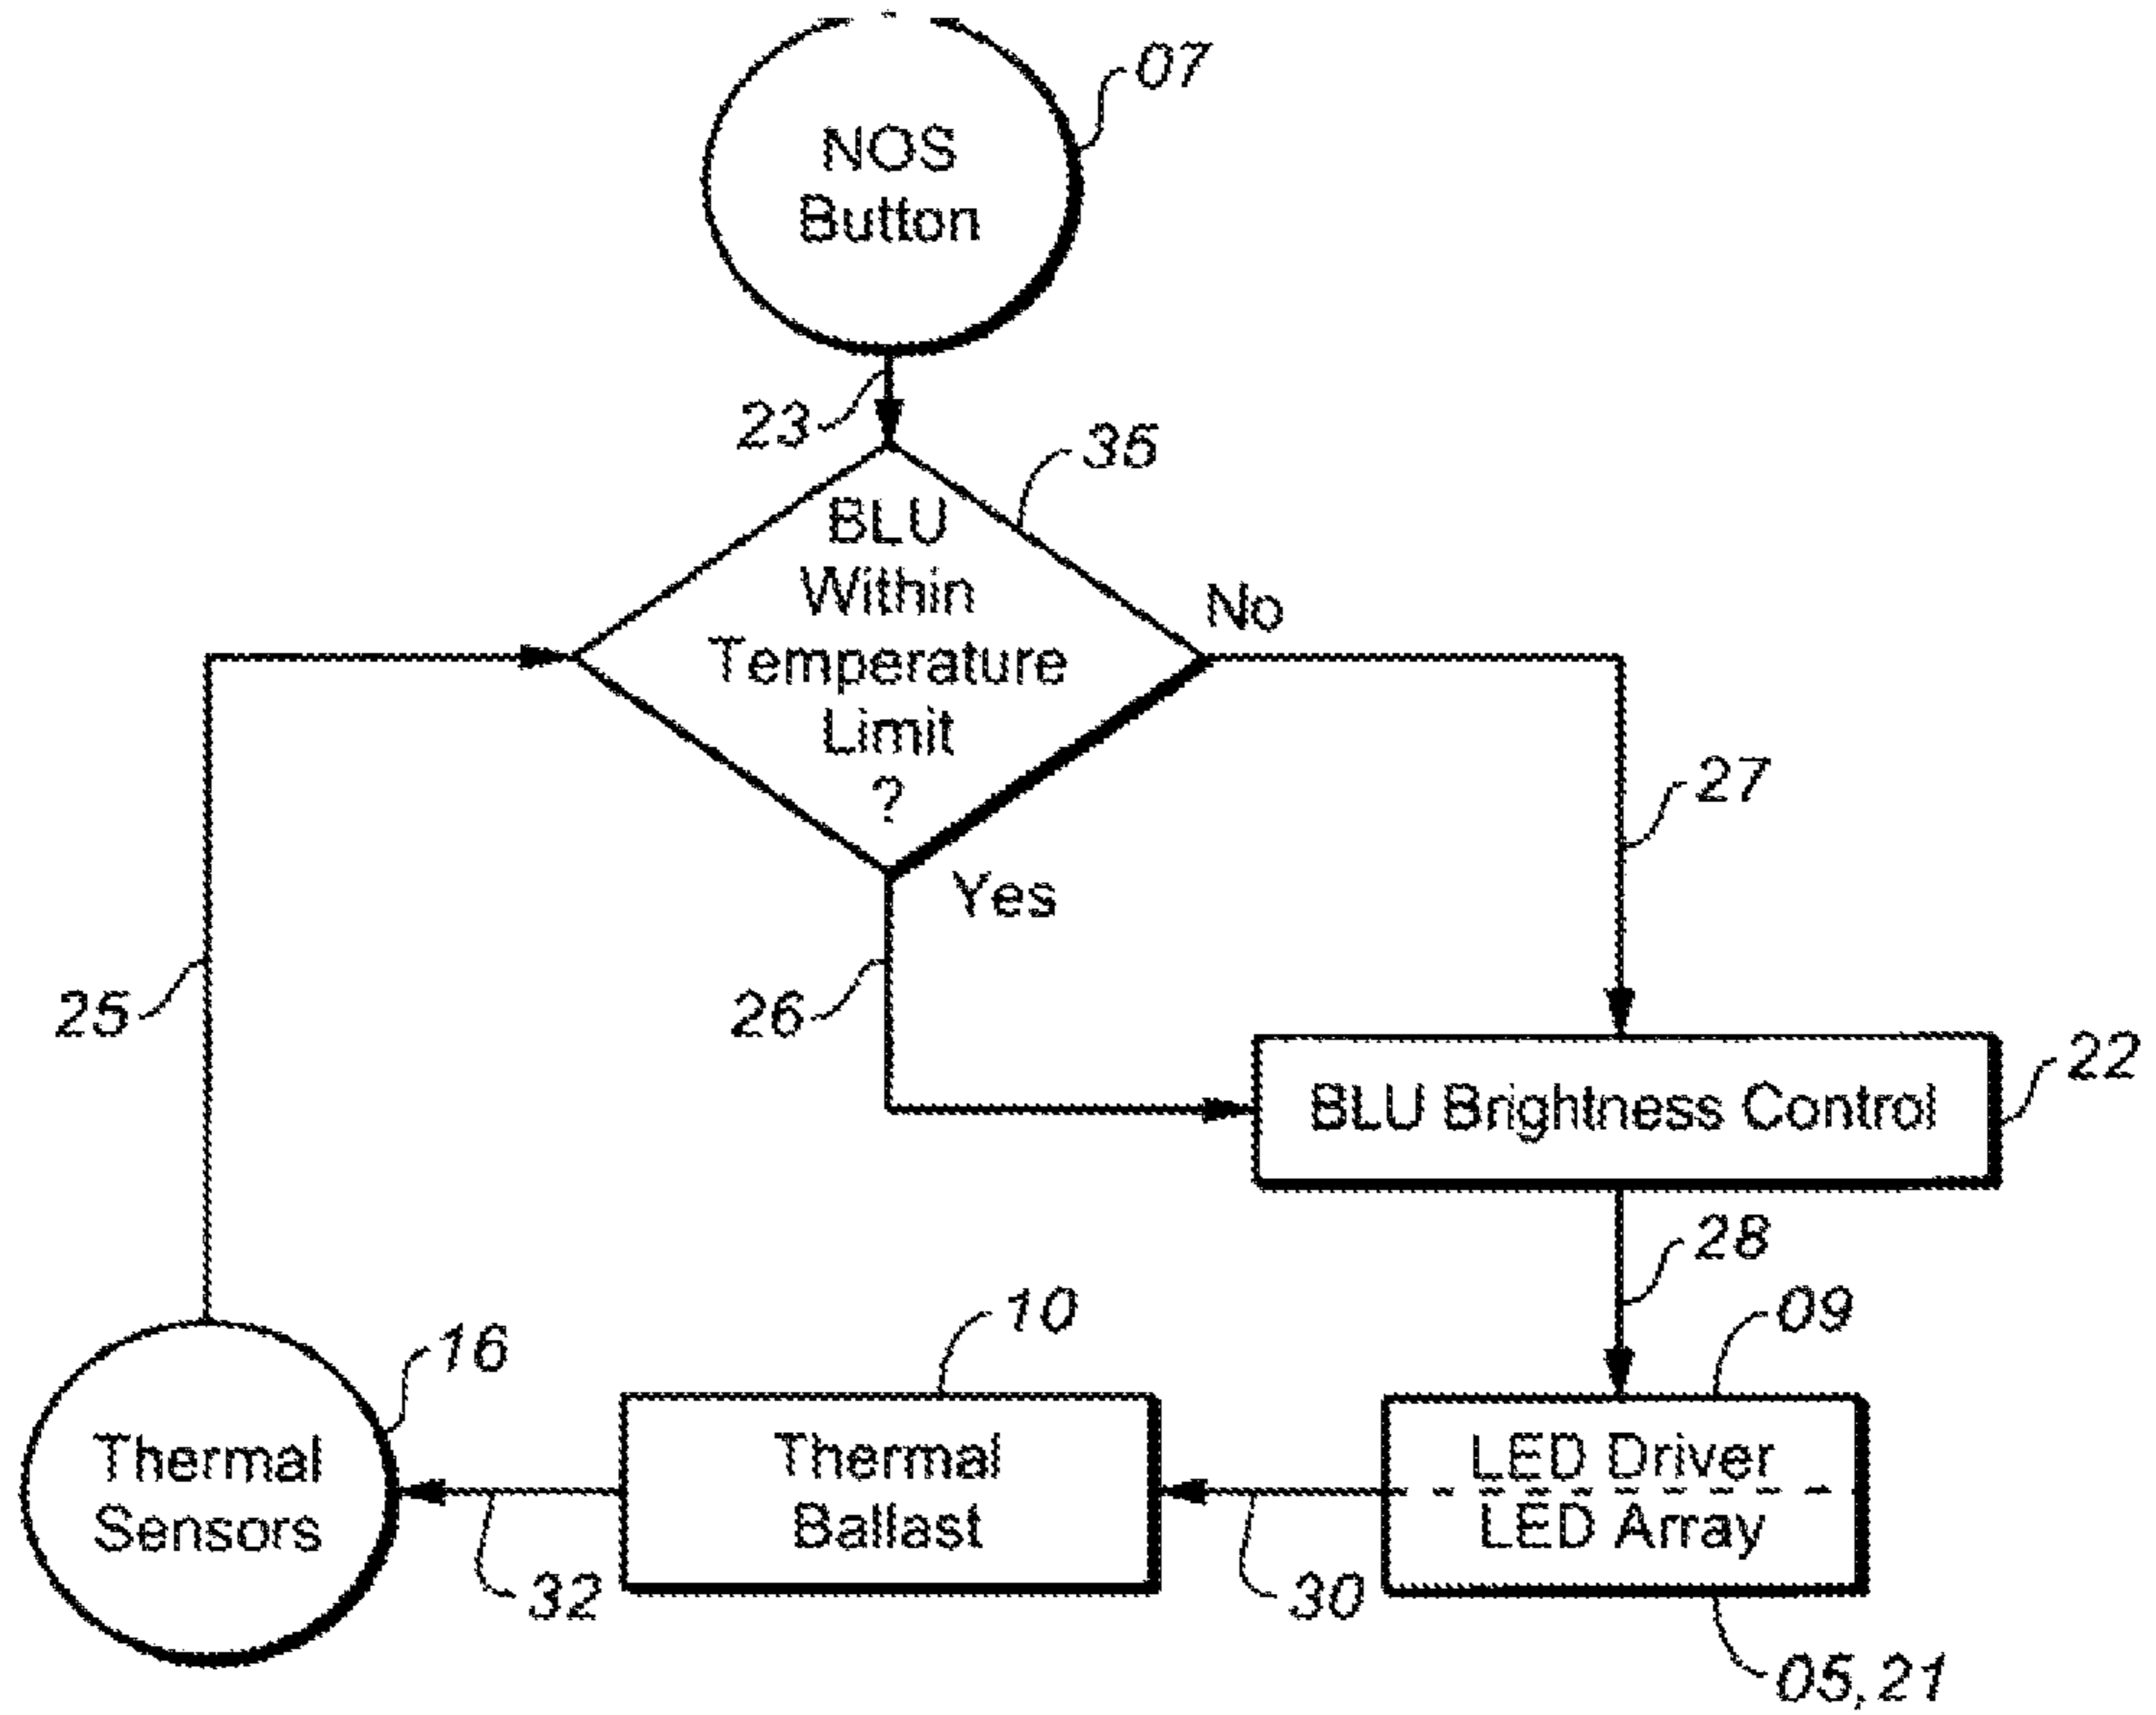 07
NOS
Button
23
35
BLU
Within
Temperature
Limit
?
No
Yes
27
25
26
BLU Brightness Control
22
28
09
10
16
Thermal
Sensors
Thermal
Ballast
LED Driver
LED Array
32
30
05,21